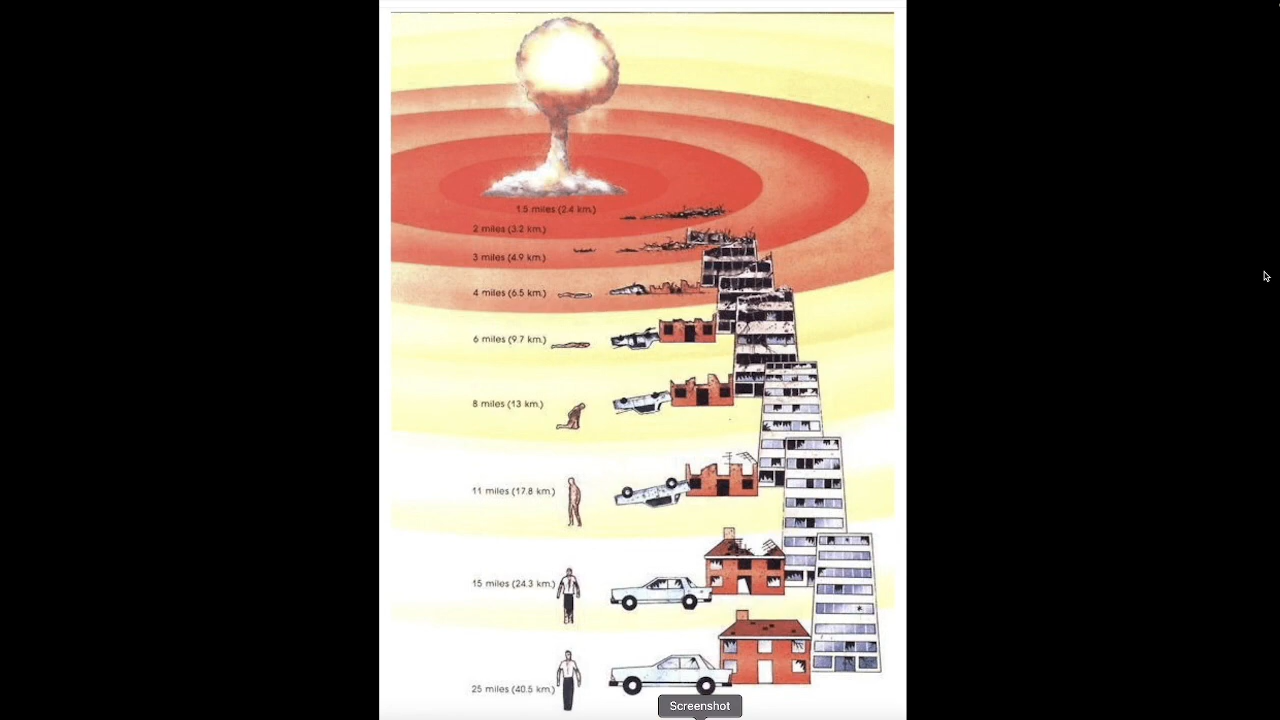 1.5 miles (2.4 km.)
2 miles (3.2 km.)
3 miles (4.9 km.)
4 miles (6.5 km.)
6 miles (9.7 km.)
8 miles (13 km.)
11 miles (17.8 km.)
15 miles (24.3 km.)
25 miles (40.5 km.)
Screenshot